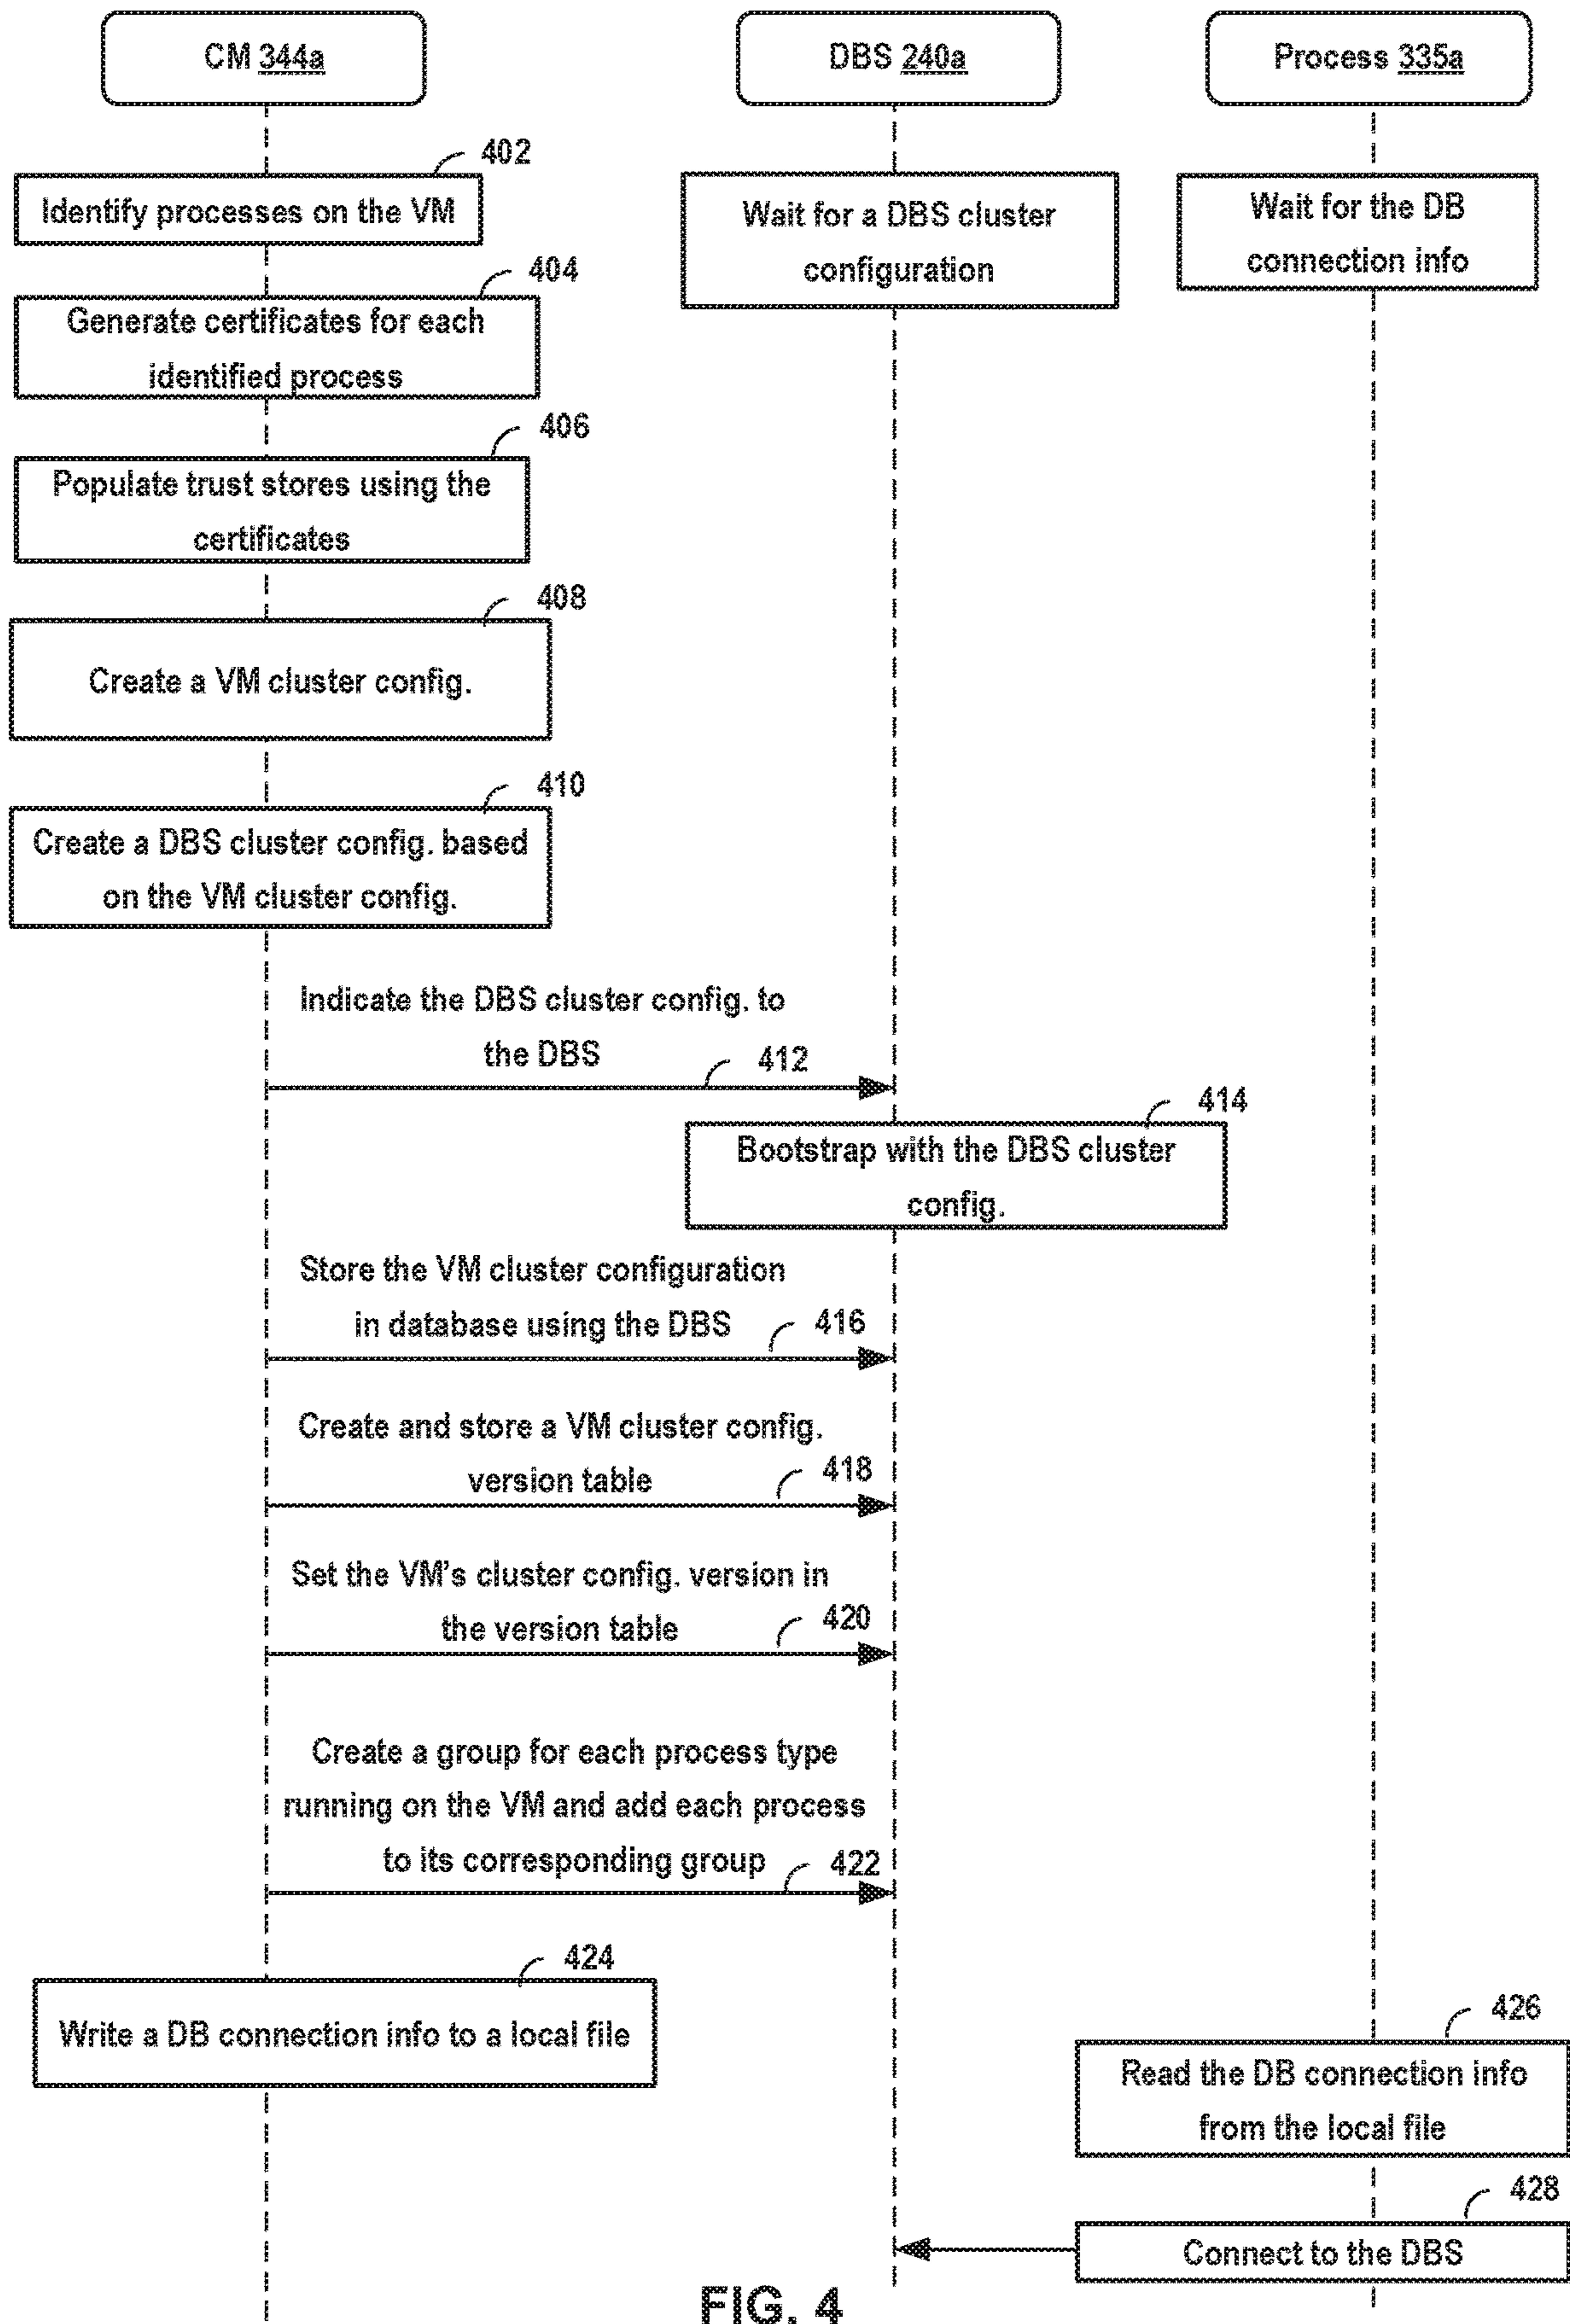 CM 344a
DBS 240a
Process 335a
402
Identify processes on the VM
Wait for a DBS cluster
configuration
Wait for the DB
connection info
404
Generate certificates for each
identified process
406
Populate trust stores using the
certificates
408
Create a VM cluster config.
410
Create a DBS cluster config. based
on the VM cluster config.
Indicate the DBS cluster config. to
the DBS
412
414
Bootstrap with the DBS cluster
config.
Store the VM cluster configuration
in database using the DBS
416
Create and store a VM cluster config.
version table
418
Set the VM's cluster config. version in
the version table
420
Create a group for each process type
running on the VM and add each process
to its corresponding group
422
424
Write a DB connection info to a local file
426
Read the DB connection info
from the local file
428
Connect to the DBS
FIG. 4